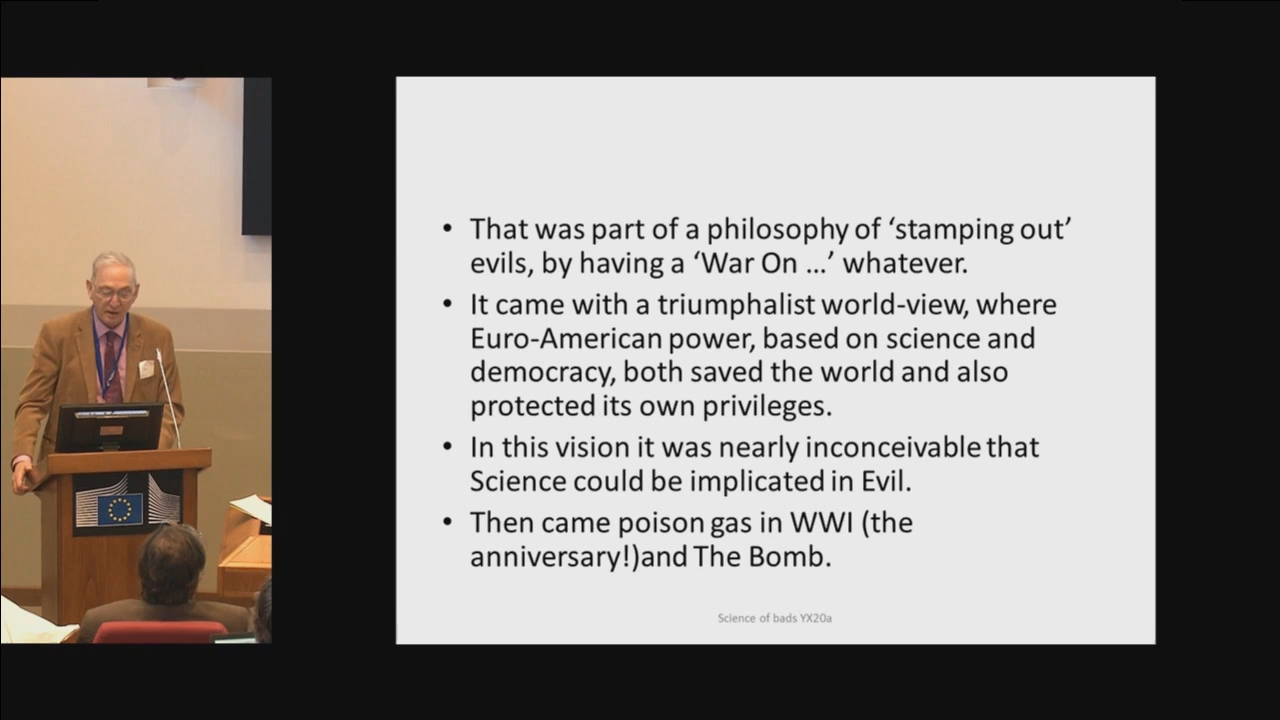 • That was part of a philosophy of ‘stamping out’
evils, by having a ‘War On …’ whatever.
• It came with a triumphalist world-view, where
Euro-American power, based on science and
democracy, both saved the world and also
protected its own privileges.
• In this vision it was nearly inconceivable that
Science could be implicated in Evil.
• Then came poison gas in WWI (the
anniversary!)and The Bomb.
Science of bads YX20a